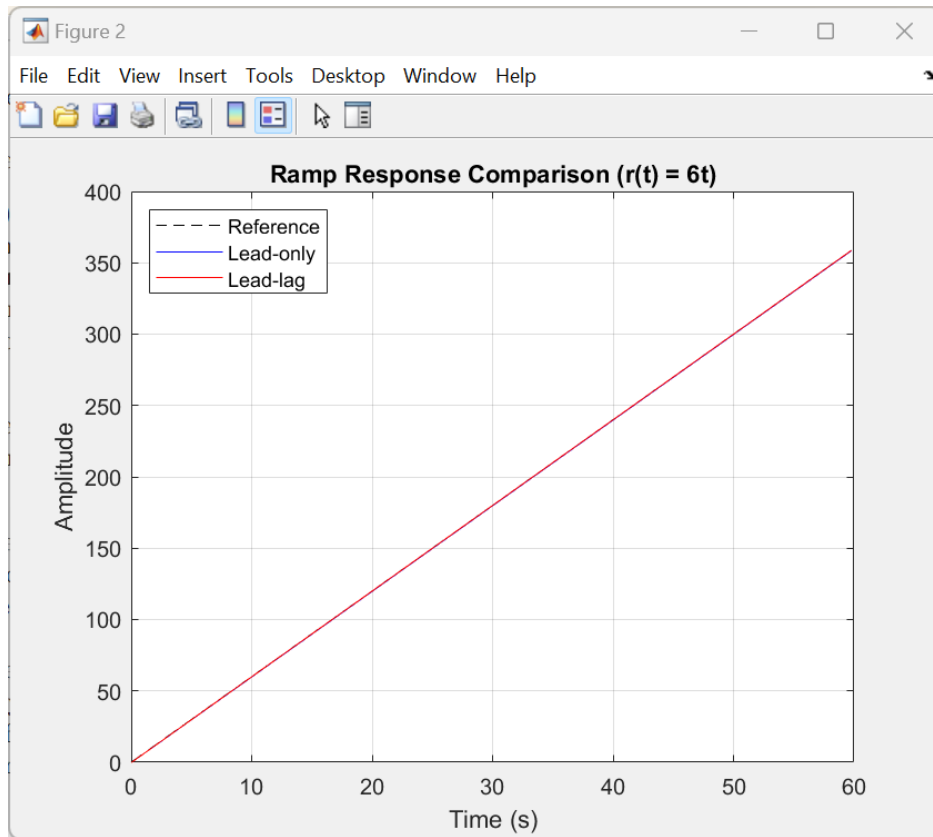 Figure 2
File Edit View Insert Tools Desktop Window Help
Ramp Response Comparison (r(t) = 6t)
400
350
300
250
200
150
100
50
0
Reference
Lead-only
Lead-lag
Amplitude
0 10 20 30 40 50 60
Time (s)